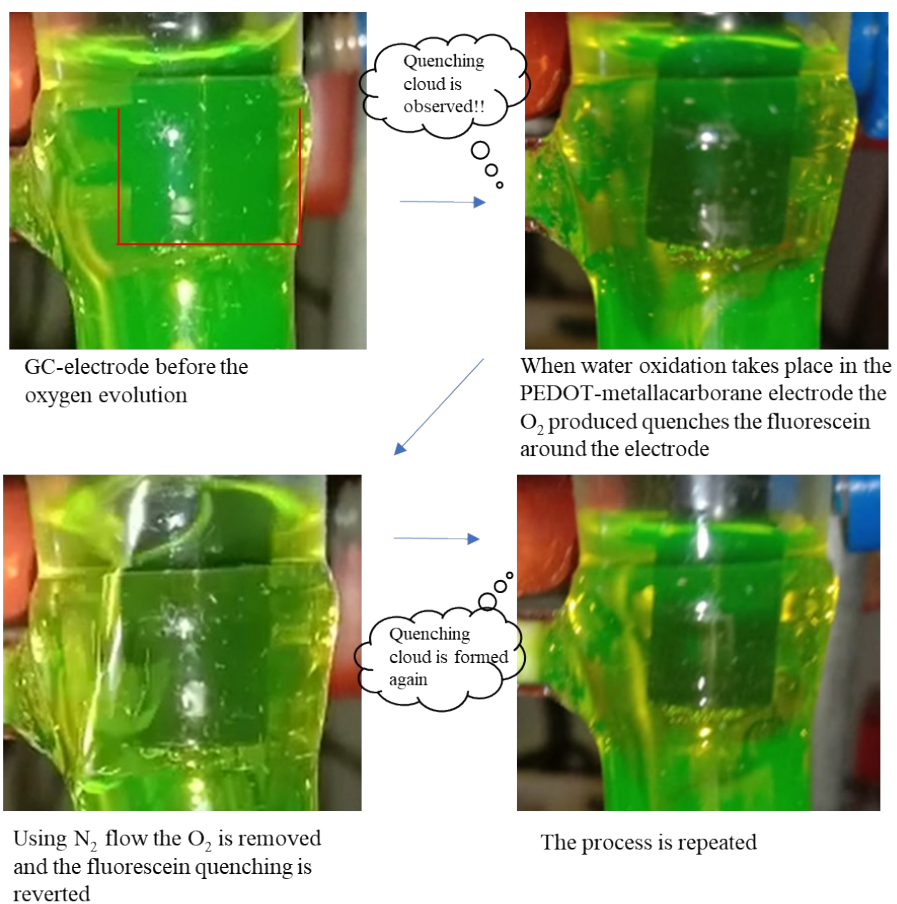 Quenching
cloud is
observed!!
GC-electrode before the
oxygen evolution
When water oxidation takes place in the
PEDOT-metallacarborane electrode the
O₂ produced quenches the fluorescein
around the electrode
Quenching
cloud is formed
again
Using N₂ flow the O₂ is removed
and the fluorescein quenching is
reverted
The process is repeated